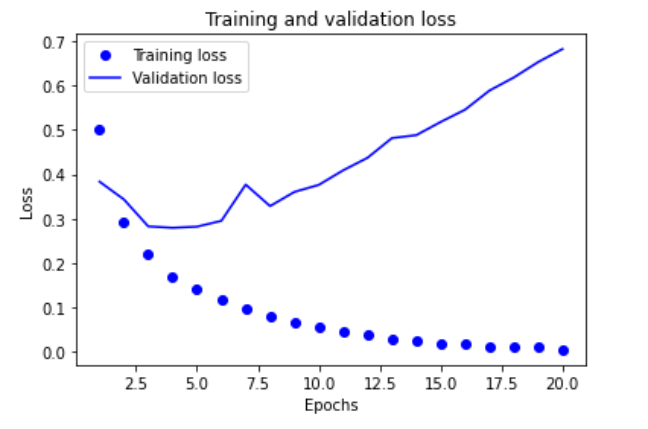 Training and validation loss
Training loss
Validation loss
0.7
0.6
0.5
0.4
0.3
0.2
0.1
0.0
Loss
2.5 5.0 7.5 10.0 12.5 15.0 17.5 20.0
Epochs